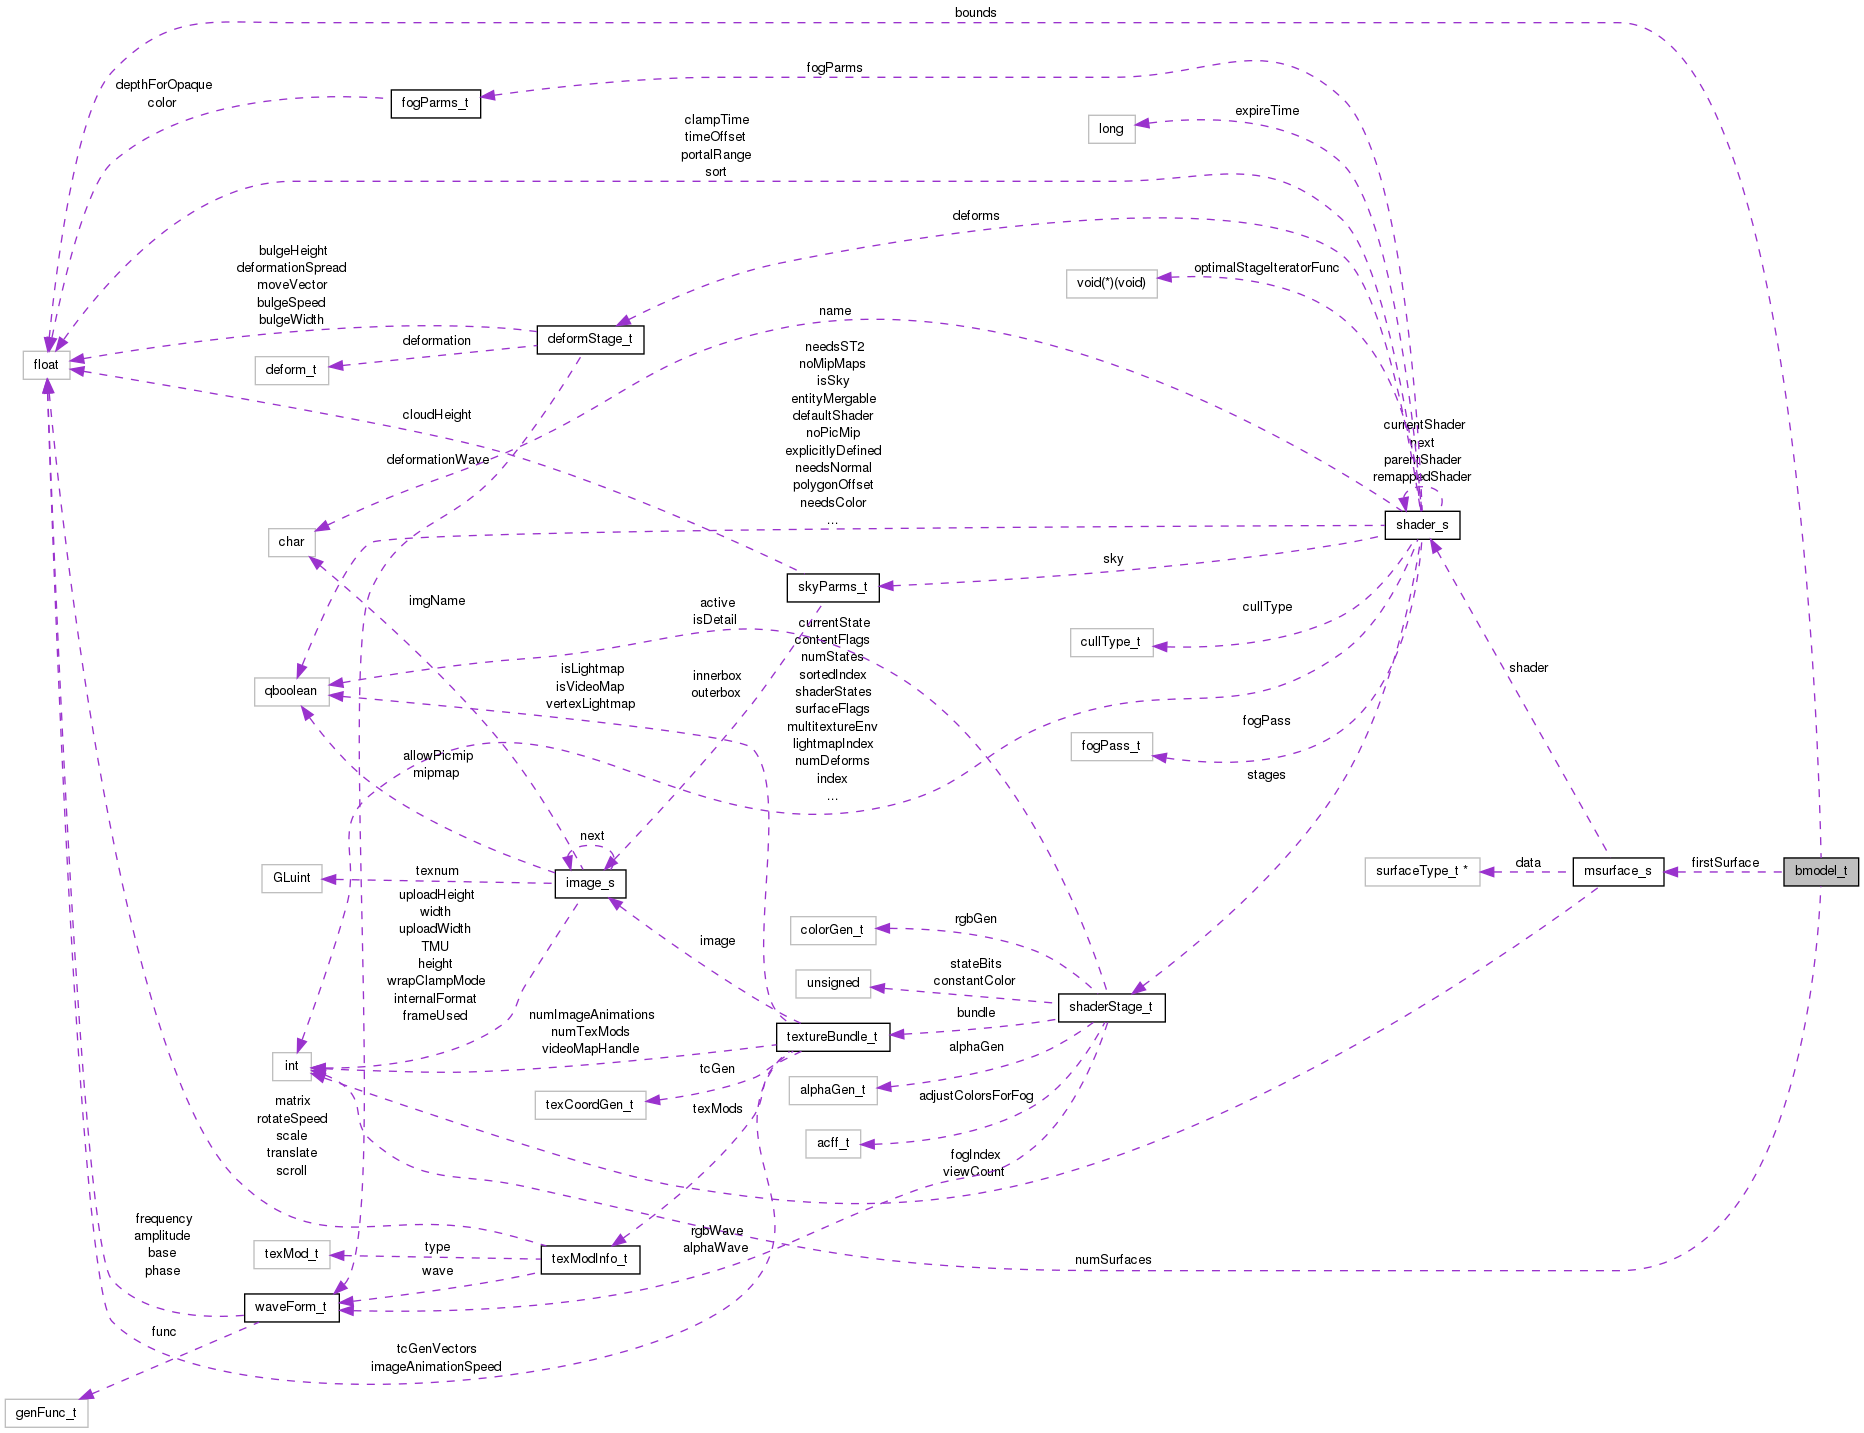 bounds
fogParms
depthForOpaque
color
fogParms_t
expireTime
long
clampTime
timeOffset
portalRange
sort
deforms
bulgeHeight
deformationSpread
moveVector
bulgeSpeed
bulgeWidth
optimalStageIteratorFunc
void(*)(void)
name
deformStage_t
deformation
float
deform_t
needsST2
noMipMaps
isSky
entityMergable
defaultShader
noPicMip
explicitlyDefined
needsNormal
polygonOffset
needsColor
...
cloudHeight
currentShader
next
parentShader
remappedShader
deformationWave
shader_s
char
sky
skyParms_t
imgName
active
isDetail
cullType
cullType_t
currentState
contentFlags
numStates
sortedIndex
shaderStates
surfaceFlags
multitextureEnv
lightmapIndex
numDeforms
index
...
isLightmap
isVideoMap
vertexLightmap
innerbox
outerbox
shader
qboolean
fogPass
fogPass_t
allowPicmip
mipmap
stages
next
data
firstSurface
surfaceType_t *
msurface_s
bmodel_t
GLuint
texnum
image_s
uploadHeight
width
uploadWidth
TMU
height
wrapClampMode
internalFormat
frameUsed
rgbGen
colorGen_t
image
stateBits
constantColor
unsigned
shaderStage_t
bundle
numImageAnimations
numTexMods
videoMapHandle
textureBundle_t
alphaGen
int
tcGen
alphaGen_t
texCoordGen_t
adjustColorsForFog
matrix
rotateSpeed
scale
translate
scroll
texMods
acff_t
fogIndex
viewCount
frequency
amplitude
base
phase
rgbWave
alphaWave
type
texMod_t
texModInfo_t
numSurfaces
wave
waveForm_t
func
tcGenVectors
imageAnimationSpeed
genFunc_t